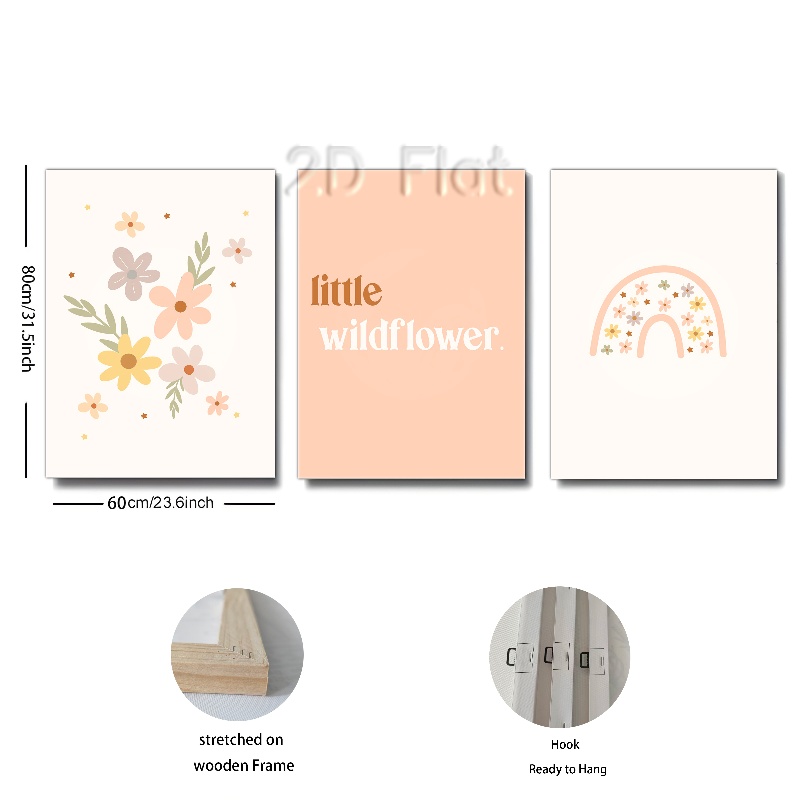 2D Flat
80cm/31.5inch
little
wildflower.
60cm/23.6inch
stretched on
wooden Frame
Hook
Ready to Hang